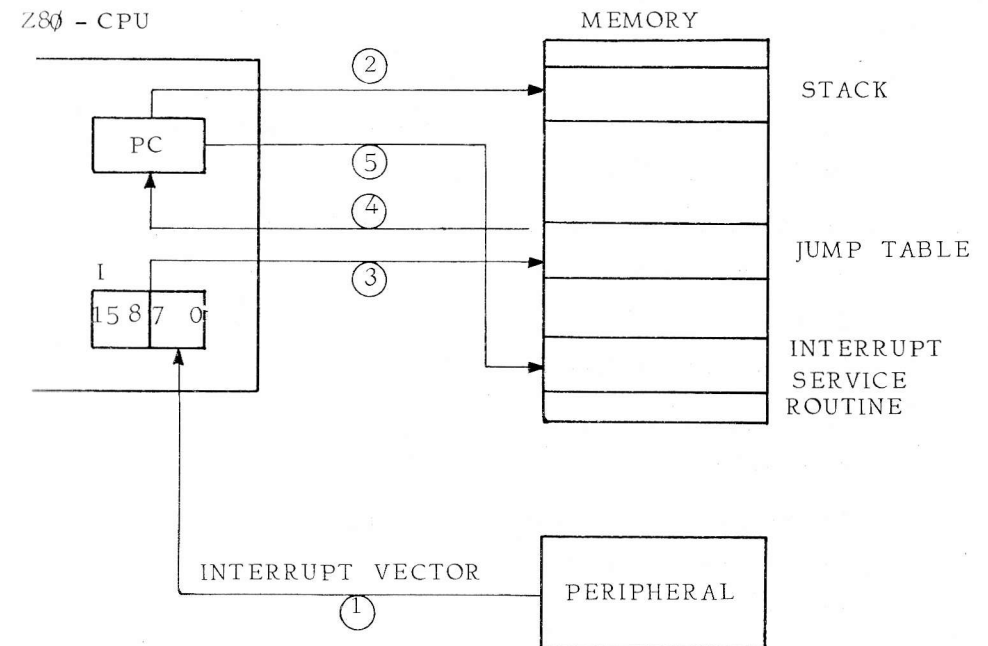 Z8Ø - CPU
MEMORY
2
STACK
PC
5
4
JUMP TABLE
I
3
15 8 7 0
INTERRUPT
SERVICE
ROUTINE
INTERRUPT VECTOR
1
PERIPHERAL